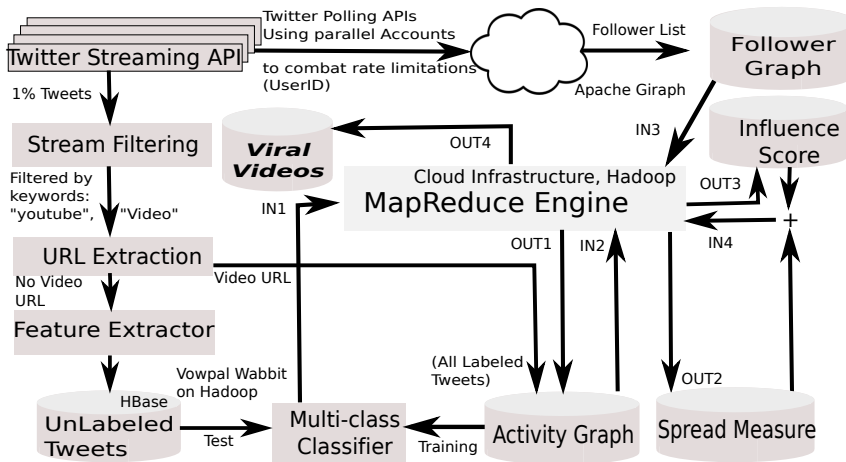 Twitter Streaming API
Twitter Polling APIs
Using parallel Accounts
to combat rate limitations
(UserID)
Follower List
Apache Giraph
Follower
Graph
1% Tweets
Stream Filtering
Viral
Videos
OUT4
IN3
Influence
Score
Filtered by
keywords:
"youtube", "Video"
IN1
Cloud Infrastructure, Hadoop
MapReduce Engine
OUT3
+
IN4
URL Extraction
Video URL
OUT1
IN2
No Video
URL
Feature Extractor
Vowpal Wabbit
on Hadoop
(All Labeled
Tweets)
OUT2
HBase
UnLabeled
Tweets
Test
Multi-class
Classifier
Training
Activity Graph
Spread Measure